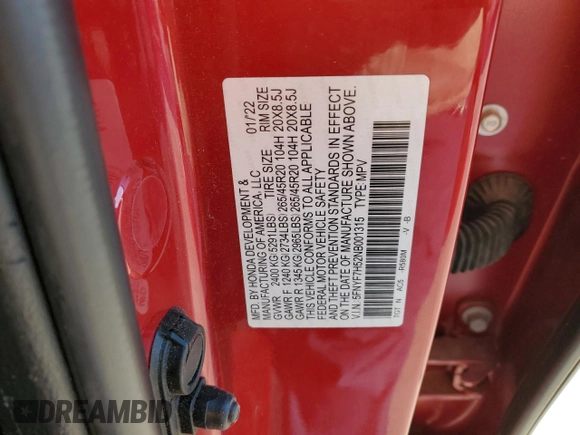 MFD. BY HONDA DEVELOPMENT & 01/'22
MANUFACTURING OF AMERICA, LLC
TIRE SIZE RIM SIZE
GVWR 2400 KG(5291LBS)
GAWR F 1240 KG(2734LBS) 265/45R20 104H 20X8.5J
GAWR R 1345 KG(2965LBS) 265/45R20 104H 20X8.5J
THIS VEHICLE CONFORMS TO ALL APPLICABLE
FEDERAL MOTOR VEHICLE SAFETY
AND THEFT PREVENTION STANDARDS IN EFFECT
ON THE DATE OF MANUFACTURE SHOWN ABOVE.
V.I.N. 5FNYF7H52NB001315 TYPE:MPV
TGT N AC5 -R580M -V -B
DREAMBID